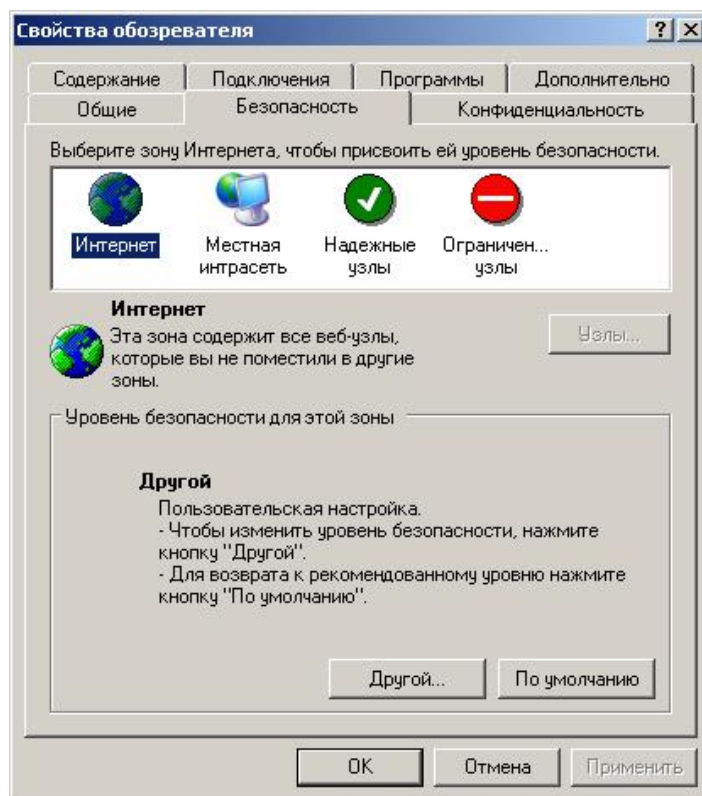 Свойства обозревателя
Содержание Подключения Программы Дополнительно
Общие Безопасность Конфиденциальность
Выберите зону Интернета, чтобы присвоить ей уровень безопасности.
Интернет Местная Надежные Ограничен...
интрасеть узлы узлы
Интернет
Эта зона содержит все веб-узлы,
которые вы не поместили в другие
зоны.
Узлы...
Уровень безопасности для этой зоны
Другой
Пользовательская настройка.
- Чтобы изменить уровень безопасности, нажмите
кнопку "Другой".
- Для возврата к рекомендованному уровню нажмите
кнопку "По умолчанию".
Другой... По умолчанию
OK Отмена Применить